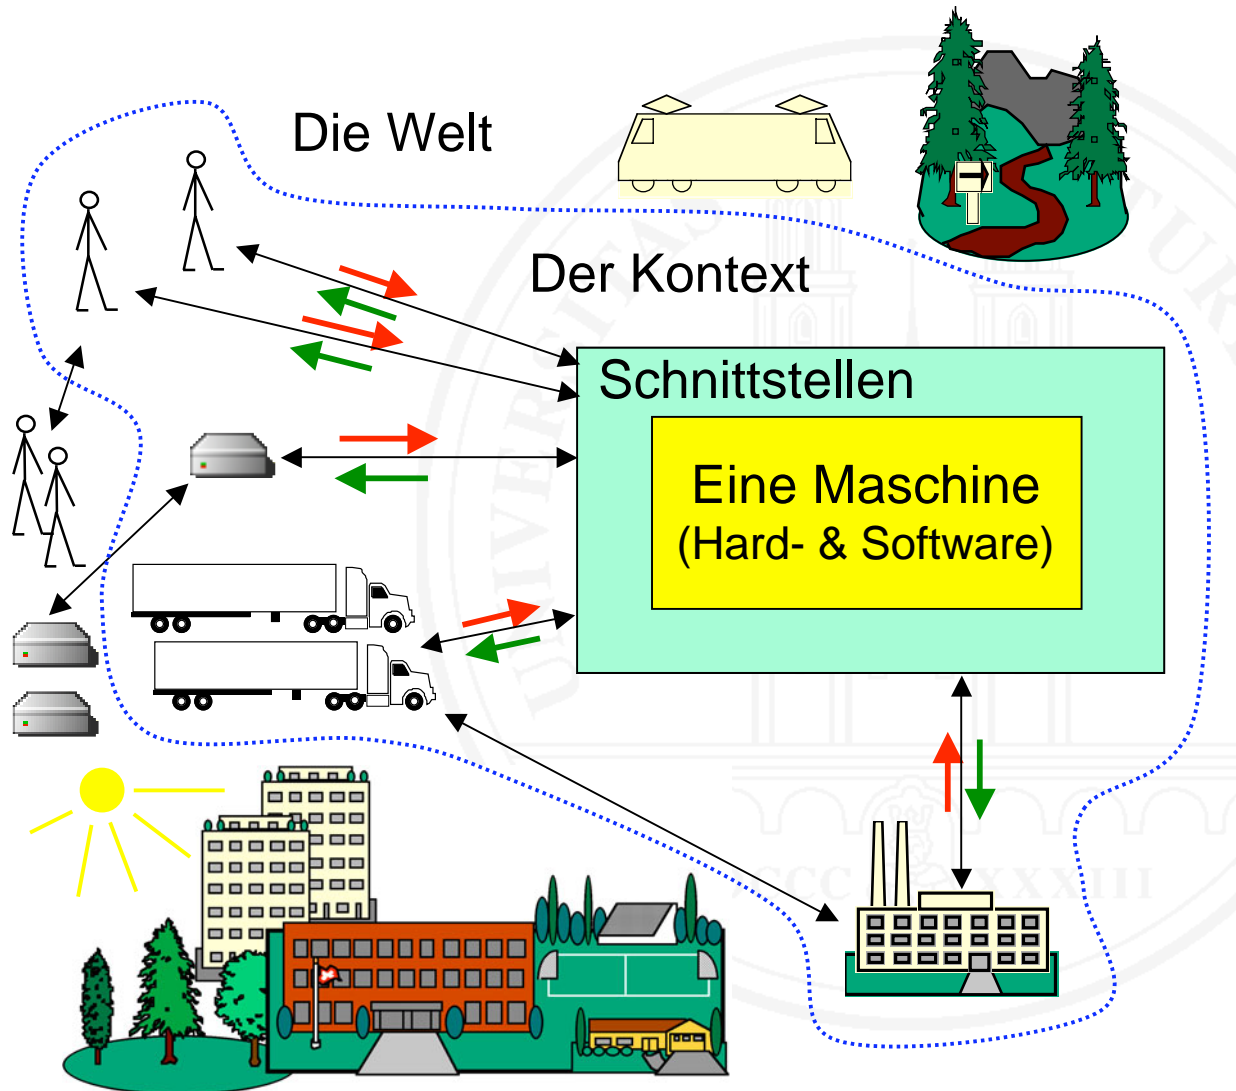 Die Welt
Der Kontext
Schnittstellen
Eine Maschine
(Hard- & Software)